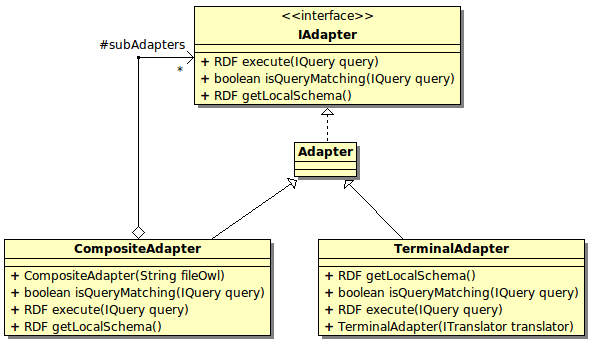 <<interface>>
IAdapter
+ RDF execute(IQuery query)
+ boolean isQueryMatching(IQuery query)
+ RDF getLocalSchema()
#subAdapters
*
Adapter
CompositeAdapter
+ CompositeAdapter(String fileOwl)
+ boolean isQueryMatching(IQuery query)
+ RDF execute(IQuery query)
+ RDF getLocalSchema()
TerminalAdapter
+ RDF getLocalSchema()
+ boolean isQueryMatching(IQuery query)
+ RDF execute(IQuery query)
+ TerminalAdapter(ITranslator translator)